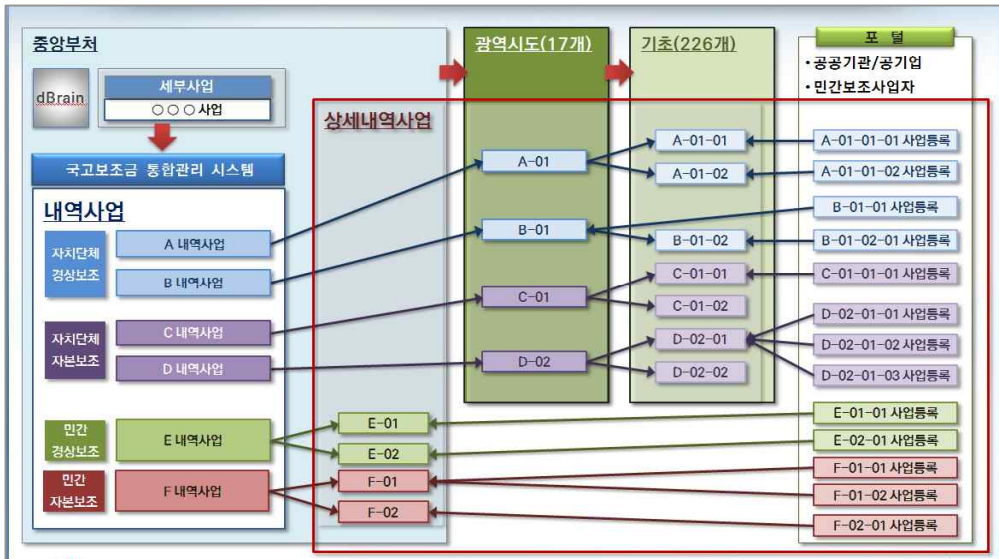 중앙부처
dBrain
세부사업
○ ○ ○ 사업
국고보조금 통합관리 시스템
내역사업
자치단체
경상보조
A 내역사업
B 내역사업
자치단체
자본보조
C 내역사업
D 내역사업
민간
경상보조
E 내역사업
민간
자본보조
F 내역사업
상세내역사업
E-01
E-02
F-01
F-02
광역시도(17개)
A-01
B-01
C-01
D-02
기초(226개)
A-01-01
A-01-02
B-01-02
C-01-01
C-01-02
D-02-01
D-02-02
포 털
•공공기관/공기업
•민간보조사업자
A-01-01-01 사업등록
A-01-01-02 사업등록
B-01-01 사업등록
B-01-02-01 사업등록
C-01-01-01 사업등록
D-02-01-01 사업등록
D-02-01-02 사업등록
D-02-01-03 사업등록
E-01-01 사업등록
E-02-01 사업등록
F-01-01 사업등록
F-01-02 사업등록
F-02-01 사업등록